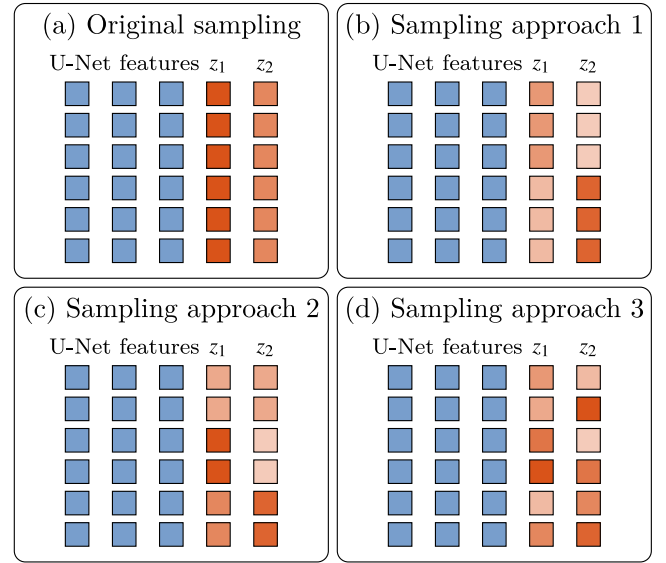 (a) Original sampling
U-Net features z₁ z₂
(b) Sampling approach 1
U-Net features z₁ z₂
(c) Sampling approach 2
U-Net features z₁ z₂
(d) Sampling approach 3
U-Net features z₁ z₂